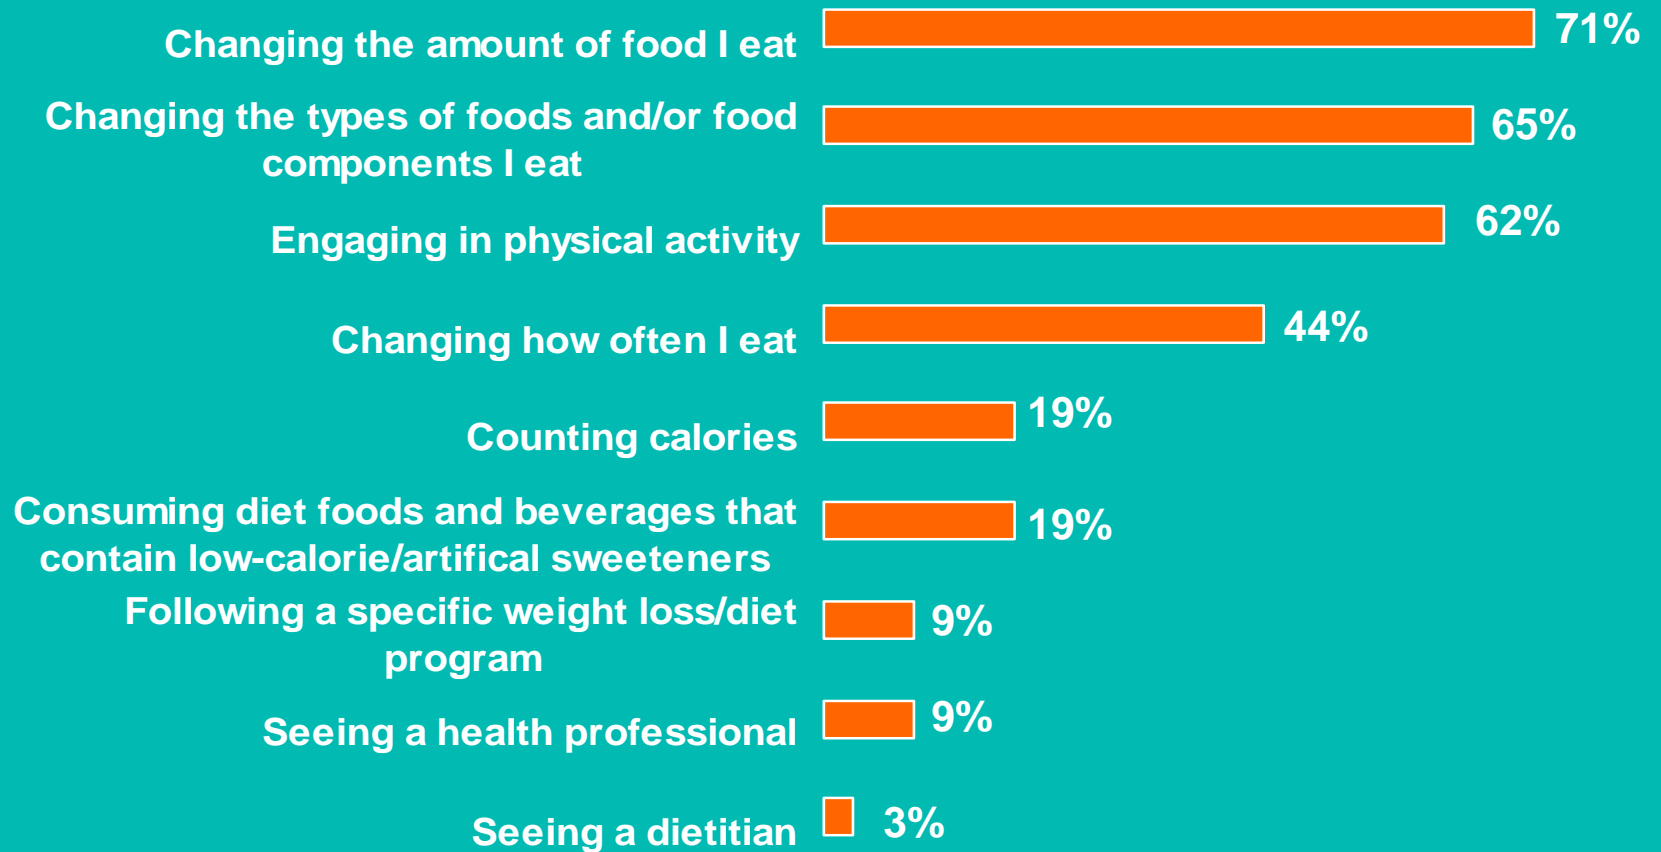 Changing the amount of food I eat
71%
Changing the types of foods and/or food
components I eat
65%
Engaging in physical activity
62%
Changing how often I eat
44%
Counting calories
19%
Consuming diet foods and beverages that
contain low-calorie/artifical sweeteners
19%
Following a specific weight loss/diet
program
9%
Seeing a health professional
9%
Seeing a dietitian
3%